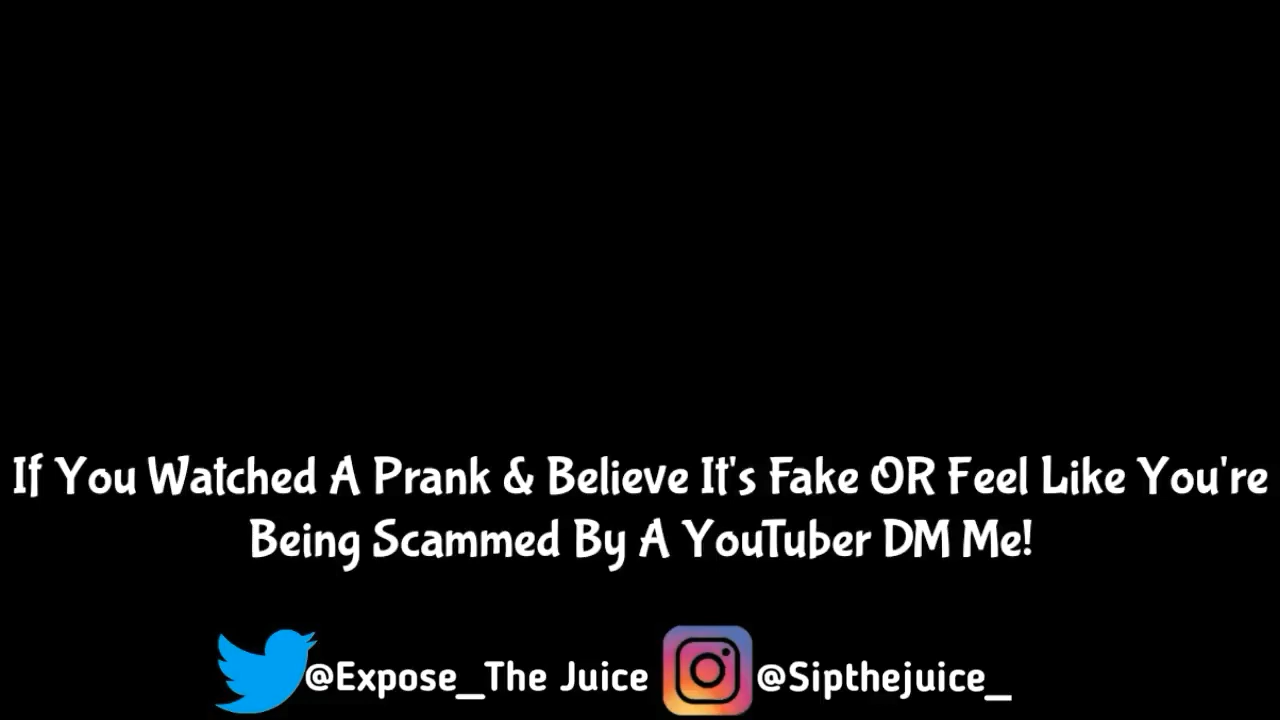 If You Watched A Prank & Believe It's Fake OR Feel Like You're
Being Scammed By A YouTuber DM Me!
@Expose_The Juice @Sipthejuice_